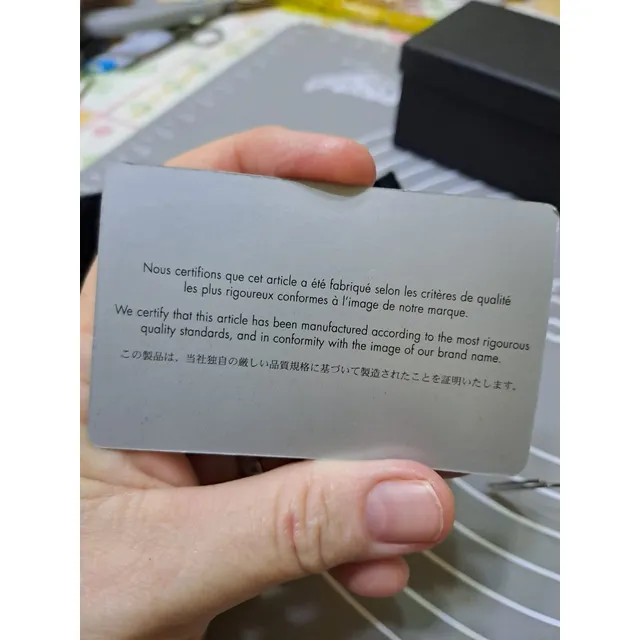 Nous certifions que cet article a été fabriqué selon les critères de qualité
les plus rigoureux conformes à l'image de notre marque.
We certify that this article has been manufactured according to the most rigourous
quality standards, and in conformity with the image of our brand name.
この製品は、当社独自の厳しい品質規格に基づいて製造されたことを証明いたします。